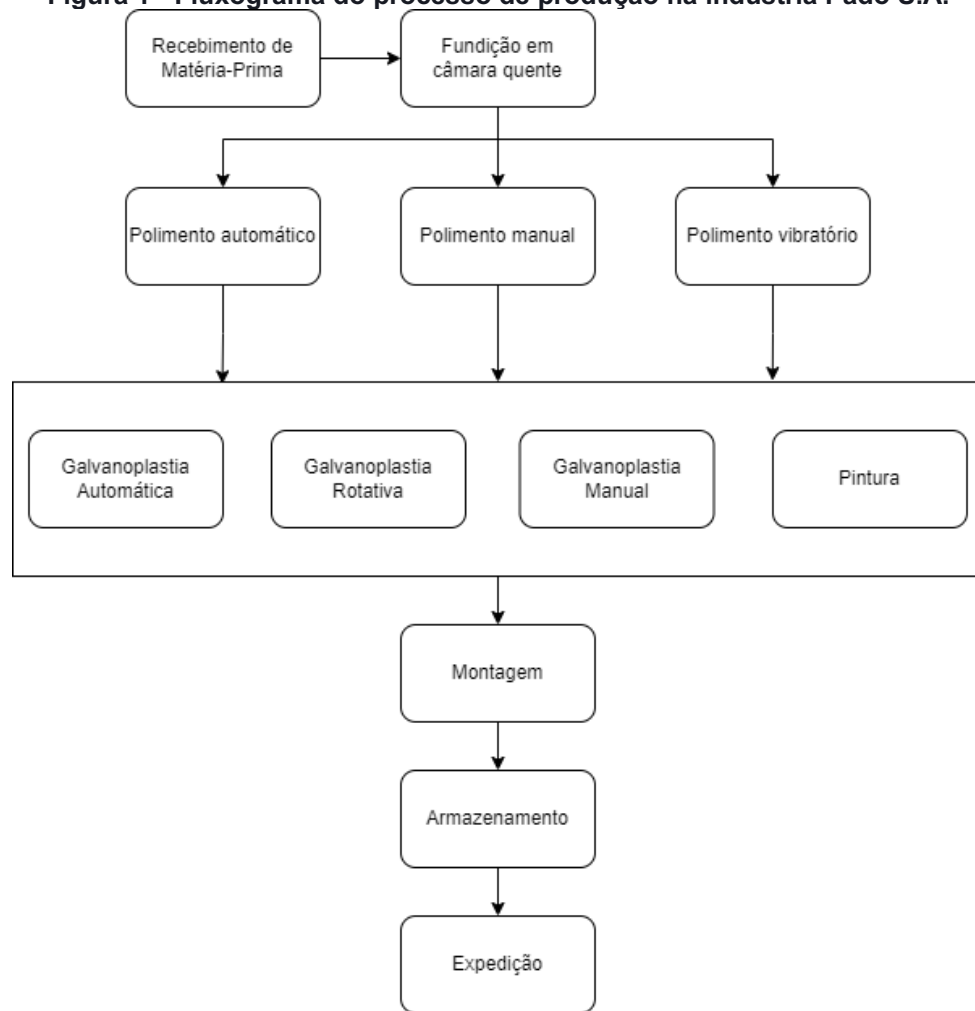 Figura 1 - Fluxograma do processo de produção na indústria Pado S.A.
Recebimento de
Matéria-Prima
Fundição em
câmara quente
Polimento automático
Polimento manual
Polimento vibratório
Galvanoplastia
Automática
Galvanoplastia
Rotativa
Galvanoplastia
Manual
Pintura
Montagem
Armazenamento
Expedição